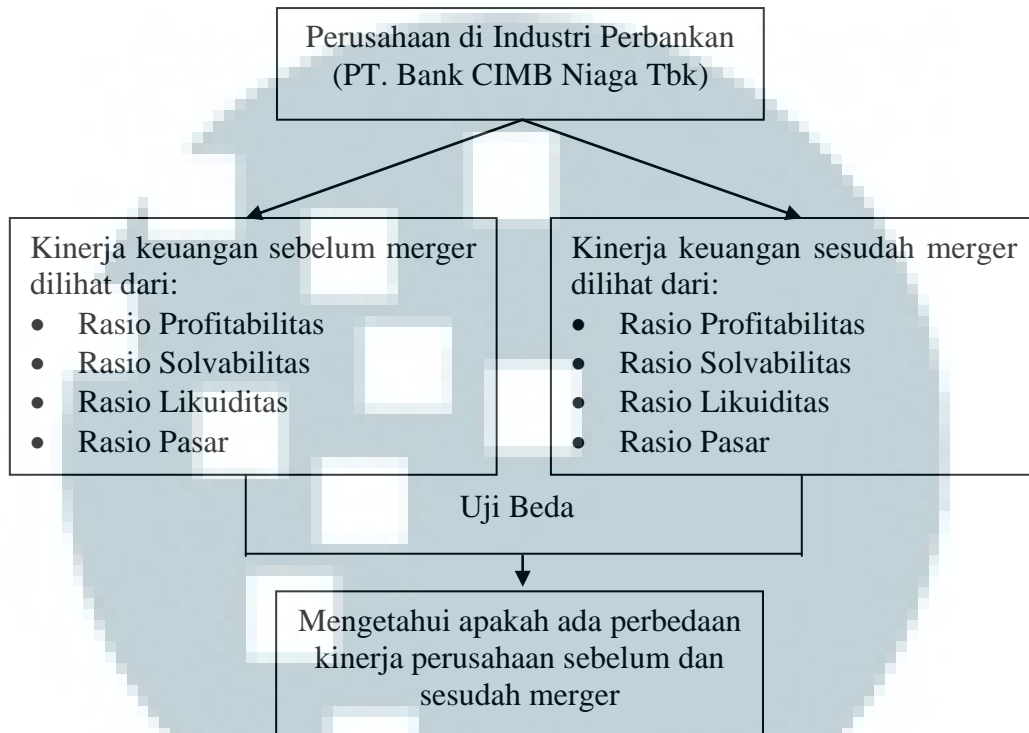 Perusahaan di Industri Perbankan
(PT. Bank CIMB Niaga Tbk)
Kinerja keuangan sebelum merger
dilihat dari:
• Rasio Profitabilitas
• Rasio Solvabilitas
• Rasio Likuiditas
• Rasio Pasar
Kinerja keuangan sesudah merger
dilihat dari:
• Rasio Profitabilitas
• Rasio Solvabilitas
• Rasio Likuiditas
• Rasio Pasar
Uji Beda
Mengetahui apakah ada perbedaan
kinerja perusahaan sebelum dan
sesudah merger